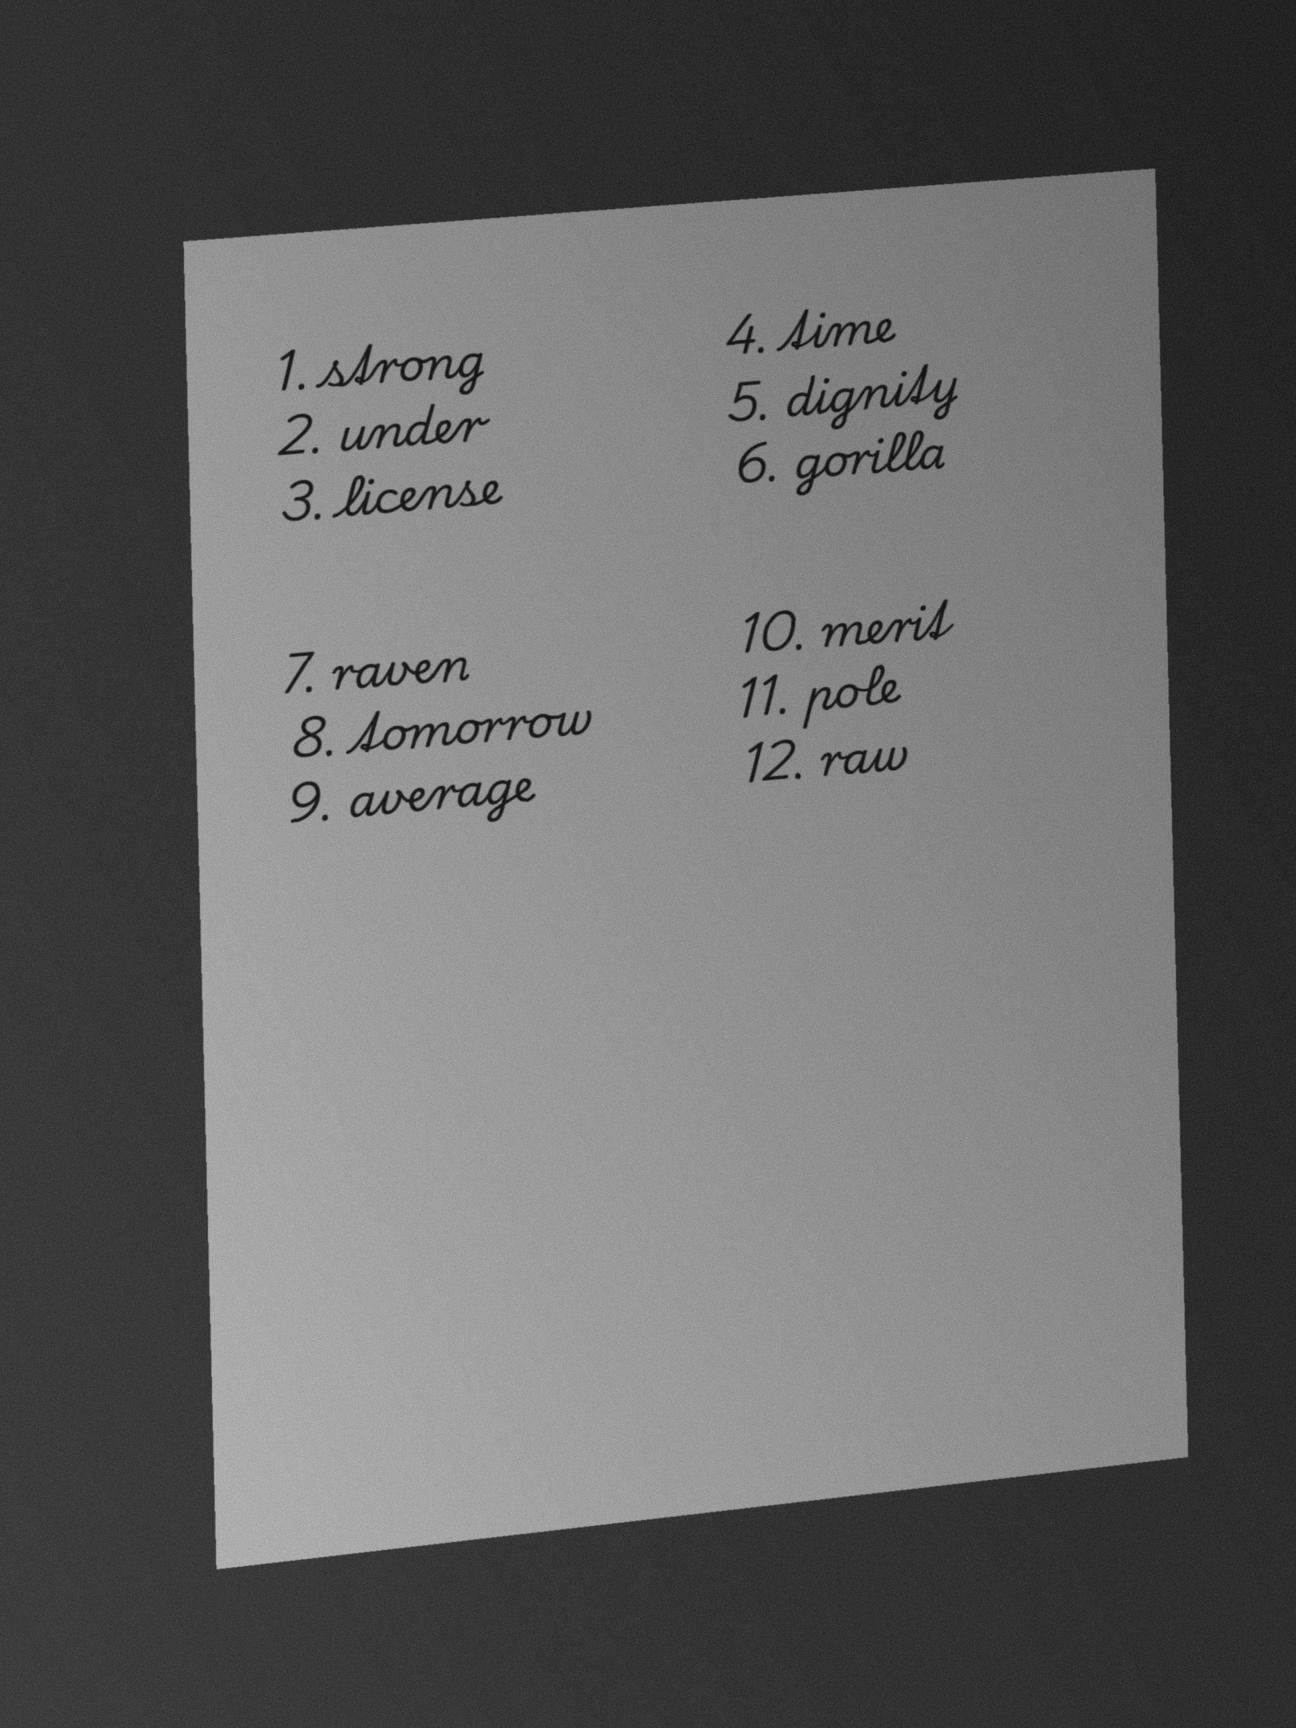 1. strong
2. under
3. license
4. time
5. dignity
6. gorilla
7. raven
8. tomorrow
9. average
10. merit
11. pole
12. raw